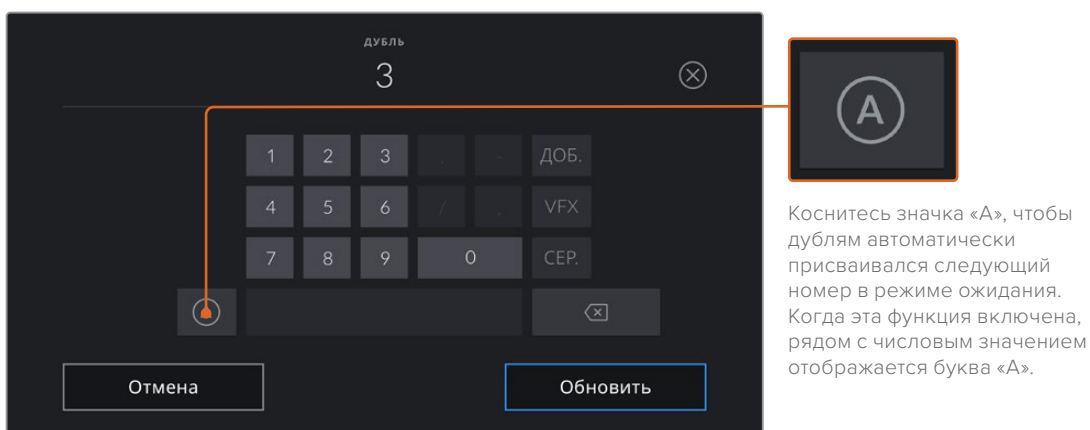 ДУБЛЬ
3
1 2 3 . - ДОБ.
4 5 6 / , VFX
7 8 9 0 СЕР.
Отмена
Обновить
A
Коснитесь значка «А», чтобы
дублям автоматически
присваивался следующий
номер в режиме ожидания.
Когда эта функция включена,
рядом с числовым значением
отображается буква «А».